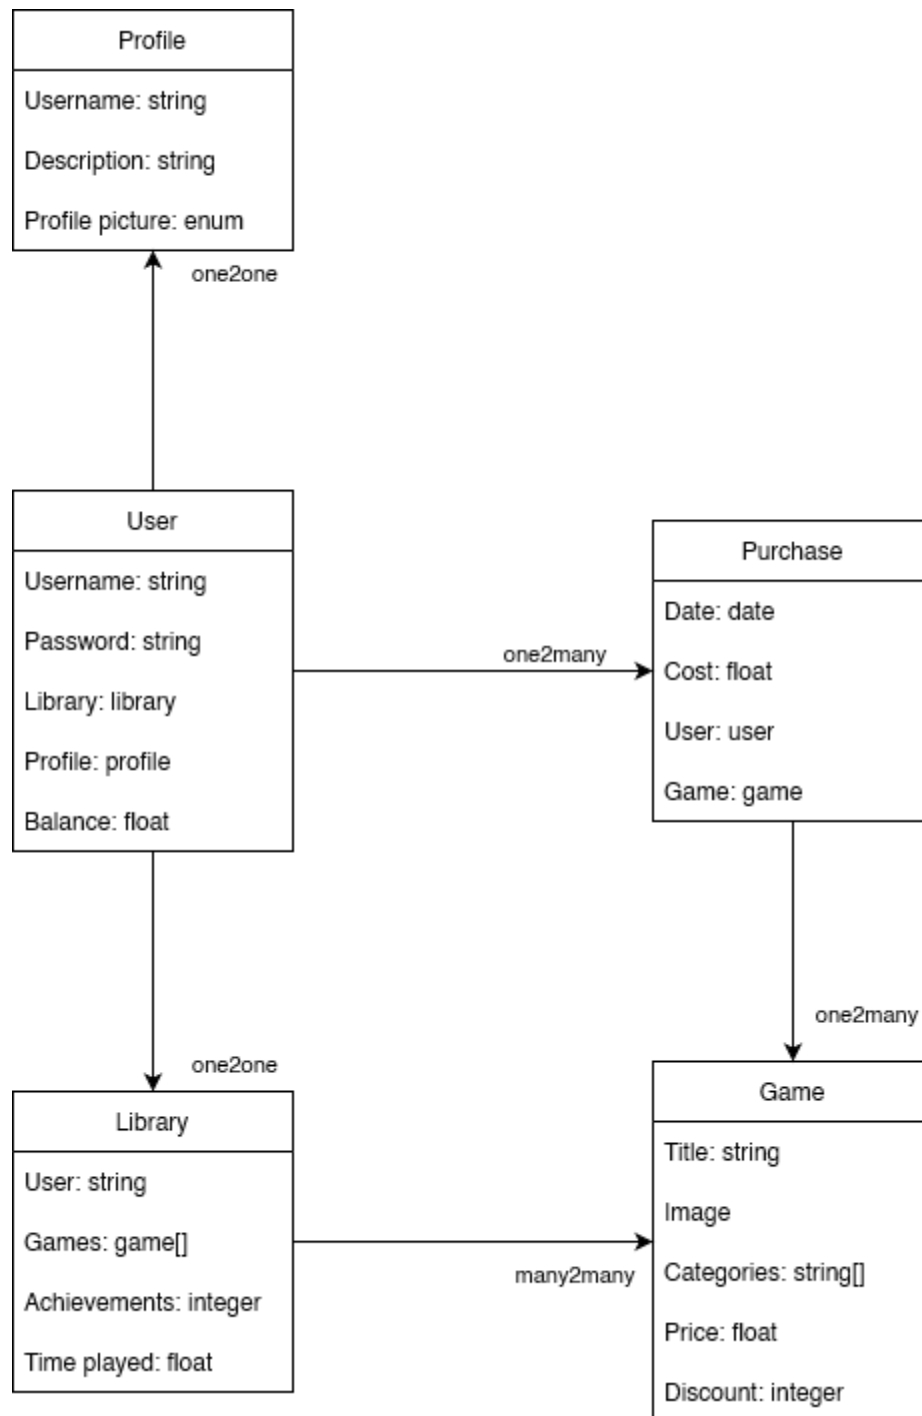 Profile
Username: string
Description: string
Profile picture: enum
one2one
User
Username: string
Password: string
Library: library
Profile: profile
Balance: float
one2many
Purchase
Date: date
Cost: float
User: user
Game: game
one2one
Library
User: string
Games: game[]
Achievements: integer
Time played: float
many2many
one2many
Game
Title: string
Image
Categories: string[]
Price: float
Discount: integer